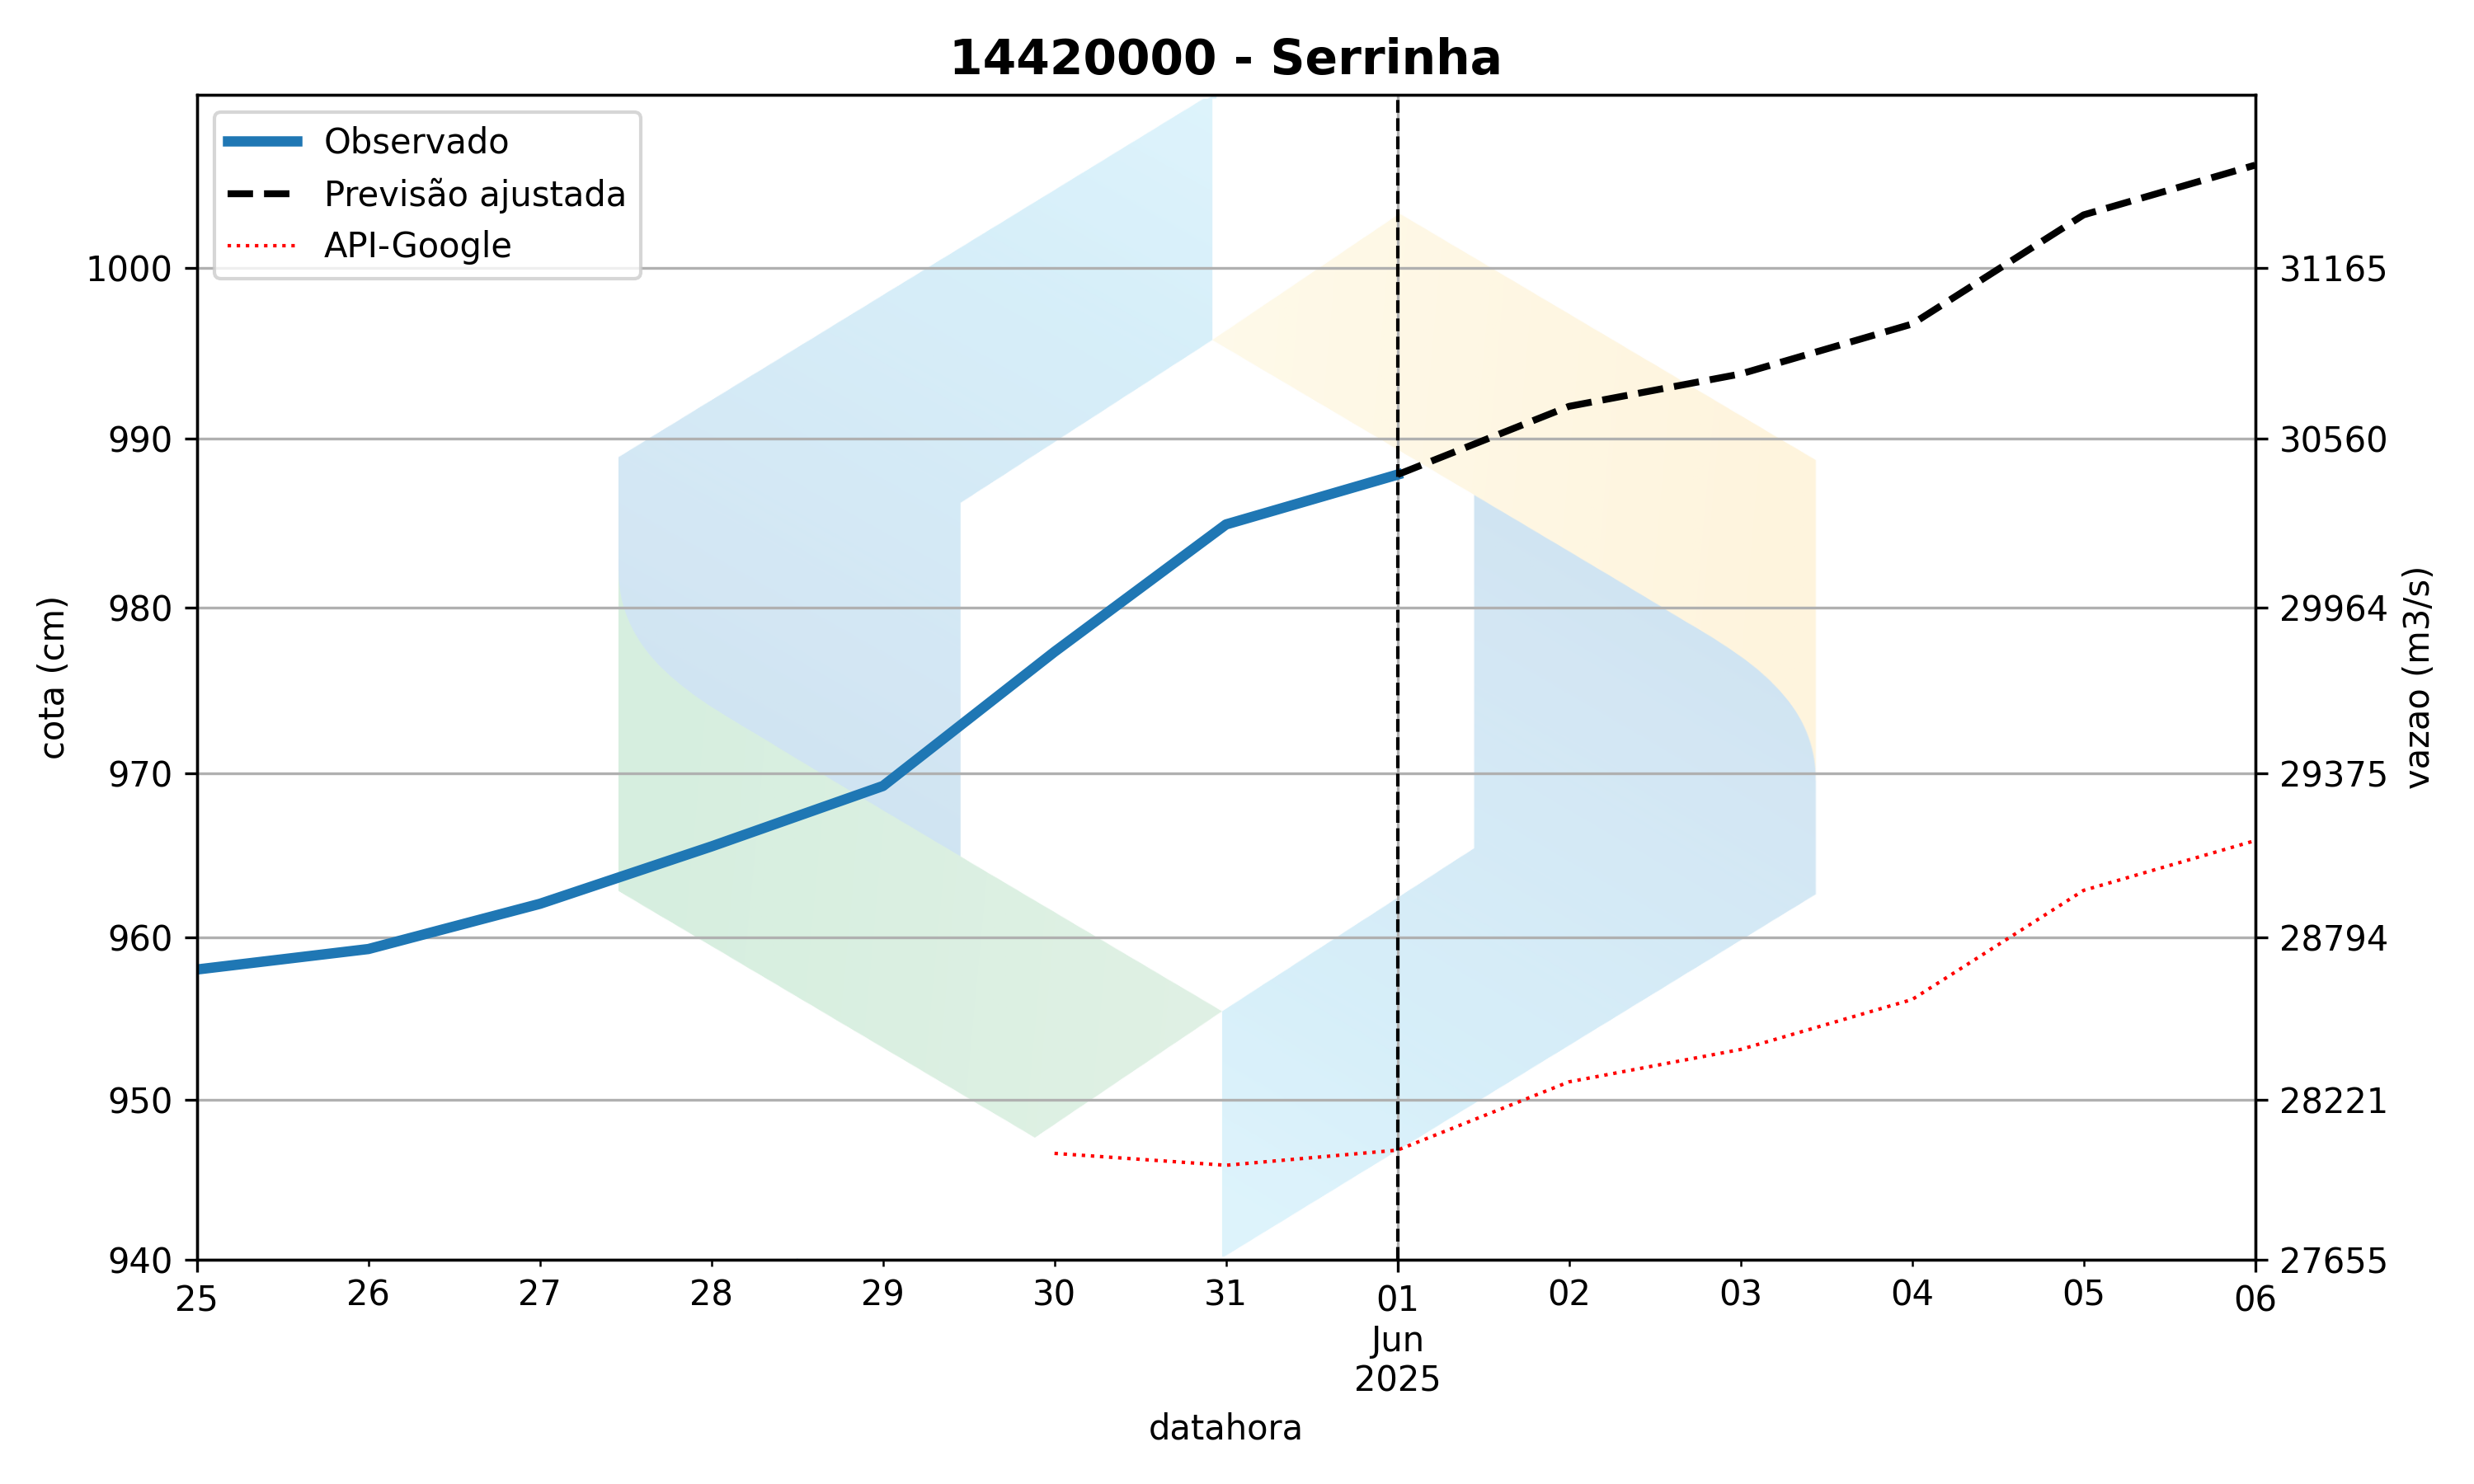 14420000 - Serrinha
Observado
Previsão ajustada
API-Google
1000
990
980
970
960
950
940
cota (cm)
31165
30560
29964
29375
28794
28221
27655
vazao (m3/s)
25 26 27 28 29 30 31 01 02 03 04 05 06
Jun
2025
datahora